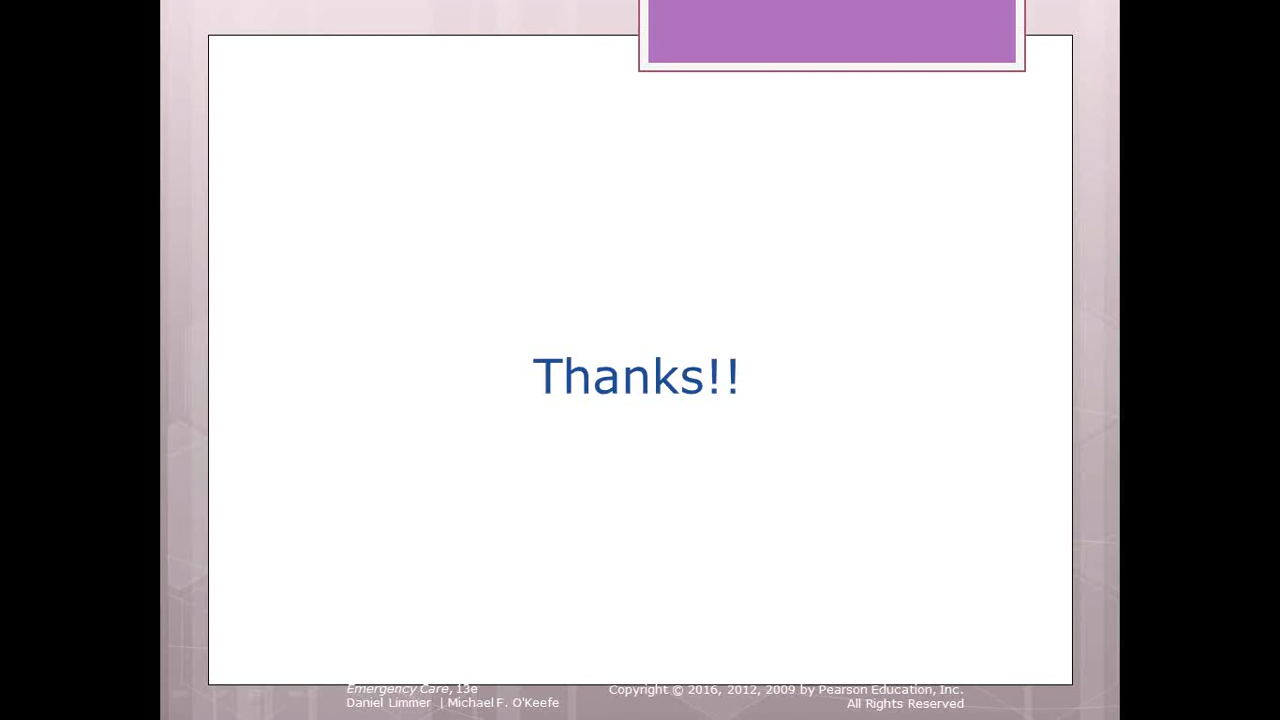 Thanks!!
Emergency Care, 13e
Daniel Limmer | Michael F. O'Keefe
Copyright © 2016, 2012, 2009 by Pearson Education, Inc.
All Rights Reserved